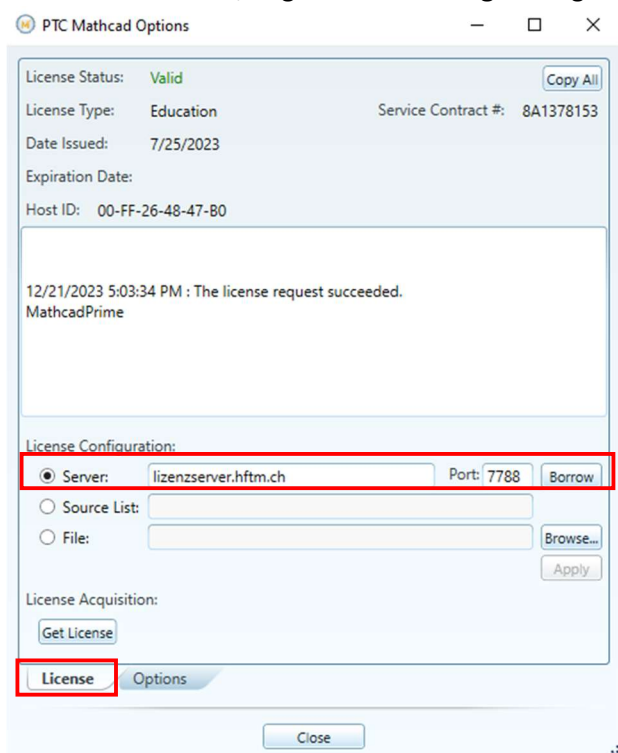 PTC Mathcad Options
License Status: Valid Copy All
License Type: Education Service Contract #: 8A1378153
Date Issued: 7/25/2023
Expiration Date:
Host ID: 00-FF-26-48-47-B0
12/21/2023 5:03:34 PM : The license request succeeded.
MathcadPrime
License Configuration:
Server: lizenzserver.hftm.ch Port: 7788 Borrow
Source List:
File: Browse...
Apply
License Acquisition:
Get License
License Options
Close